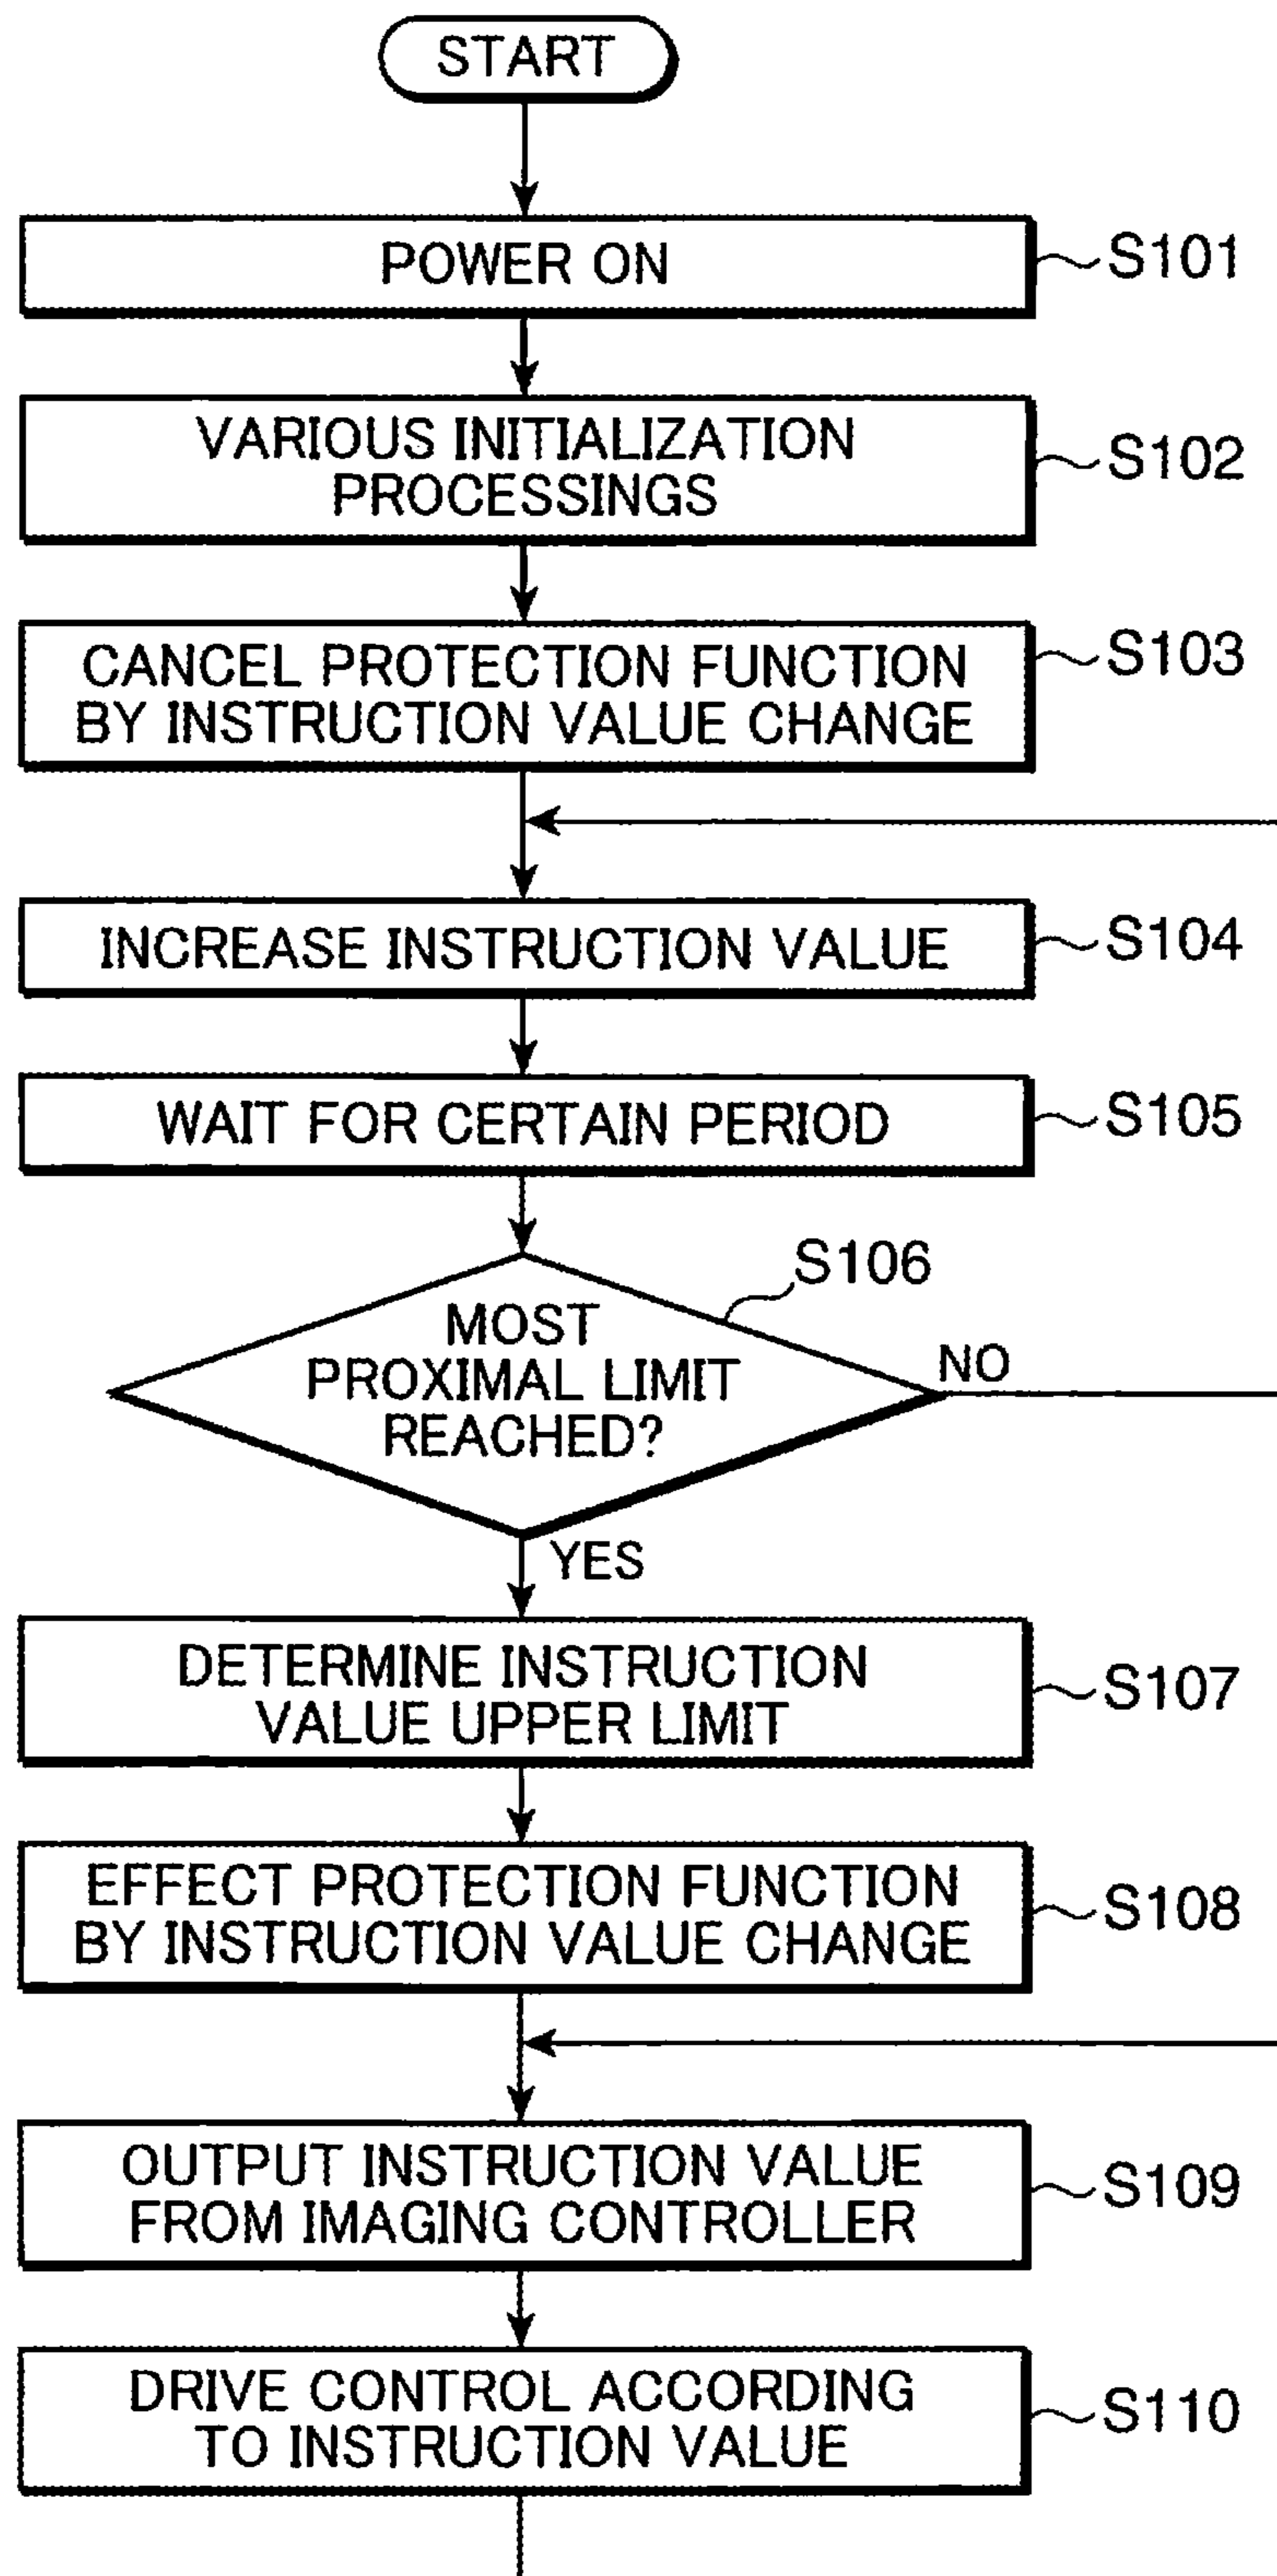 START
POWER ON
S101
VARIOUS INITIALIZATION
PROCESSINGS
S102
CANCEL PROTECTION FUNCTION
BY INSTRUCTION VALUE CHANGE
S103
INCREASE INSTRUCTION VALUE
S104
WAIT FOR CERTAIN PERIOD
S105
S106
MOST
PROXIMAL LIMIT
REACHED?
NO
YES
DETERMINE INSTRUCTION
VALUE UPPER LIMIT
S107
EFFECT PROTECTION FUNCTION
BY INSTRUCTION VALUE CHANGE
S108
OUTPUT INSTRUCTION VALUE
FROM IMAGING CONTROLLER
S109
DRIVE CONTROL ACCORDING
TO INSTRUCTION VALUE
S110